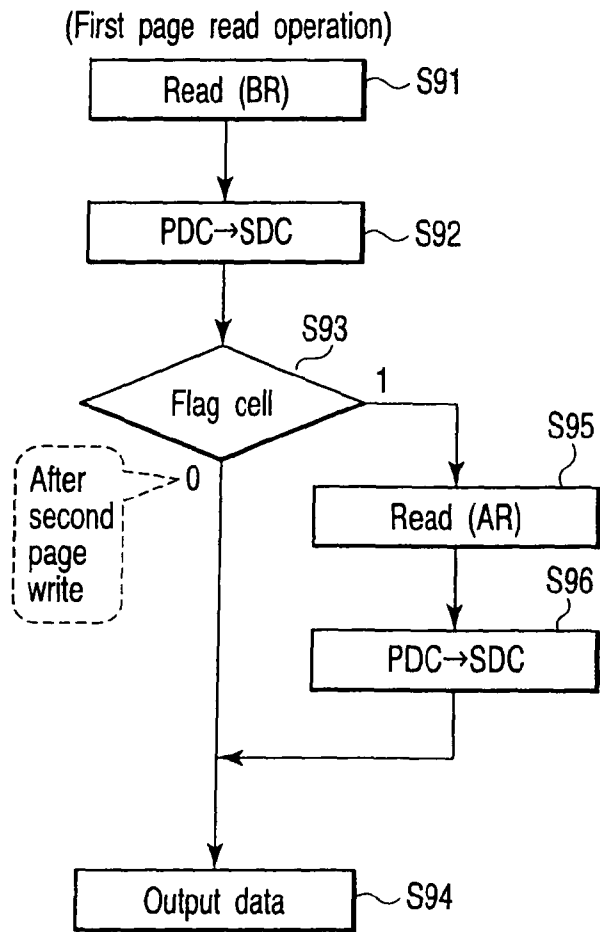 (First page read operation)
Read (BR)
S91
PDC→SDC
S92
S93
Flag cell
1
0
After
second
page
write
S95
Read (AR)
S96
PDC→SDC
Output data
S94